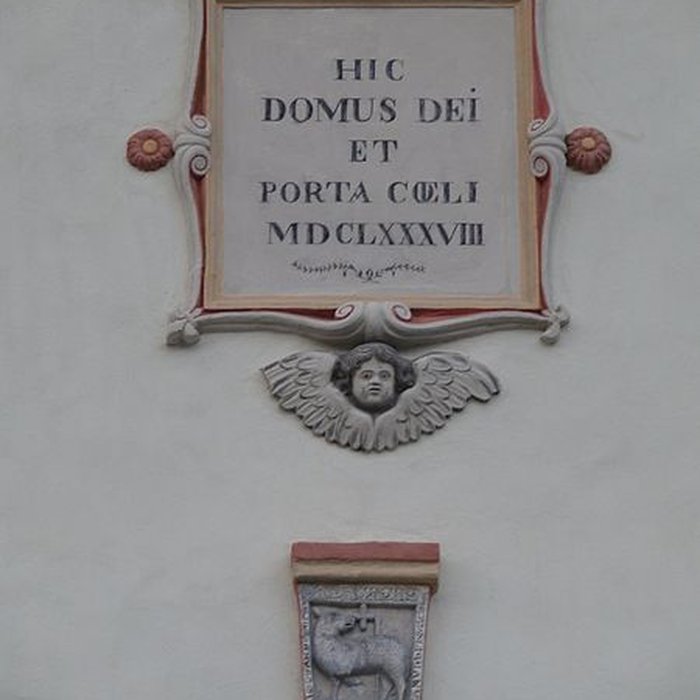 HIC
DOMUS DEI
ET
PORTA CŒLI
MDCLXXXVIII